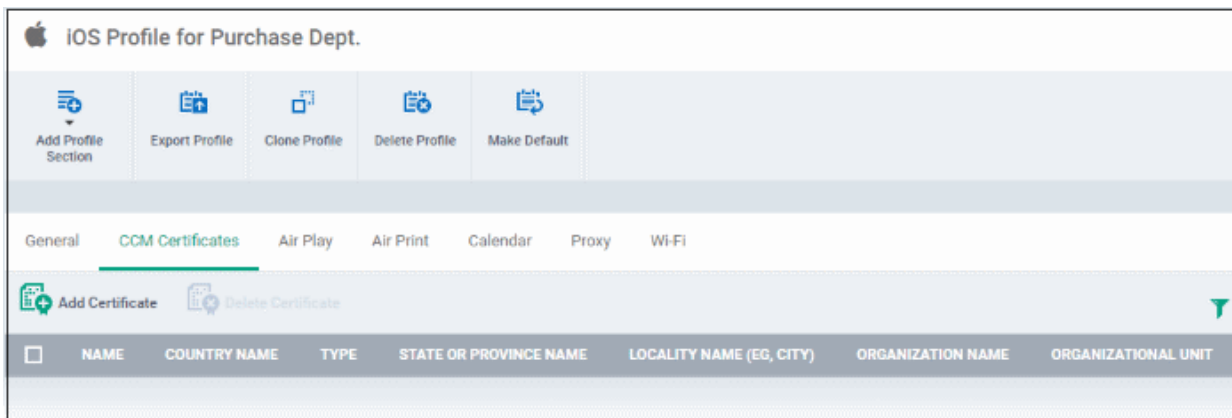 iOS Profile for Purchase Dept.
Add Profile Section
Export Profile
Clone Profile
Delete Profile
Make Default
General CCM Certificates Air Play Air Print Calendar Proxy Wi-Fi
Add Certificate Delete Certificate
NAME COUNTRY NAME TYPE STATE OR PROVINCE NAME LOCALITY NAME (EG, CITY) ORGANIZATION NAME ORGANIZATIONAL UNIT